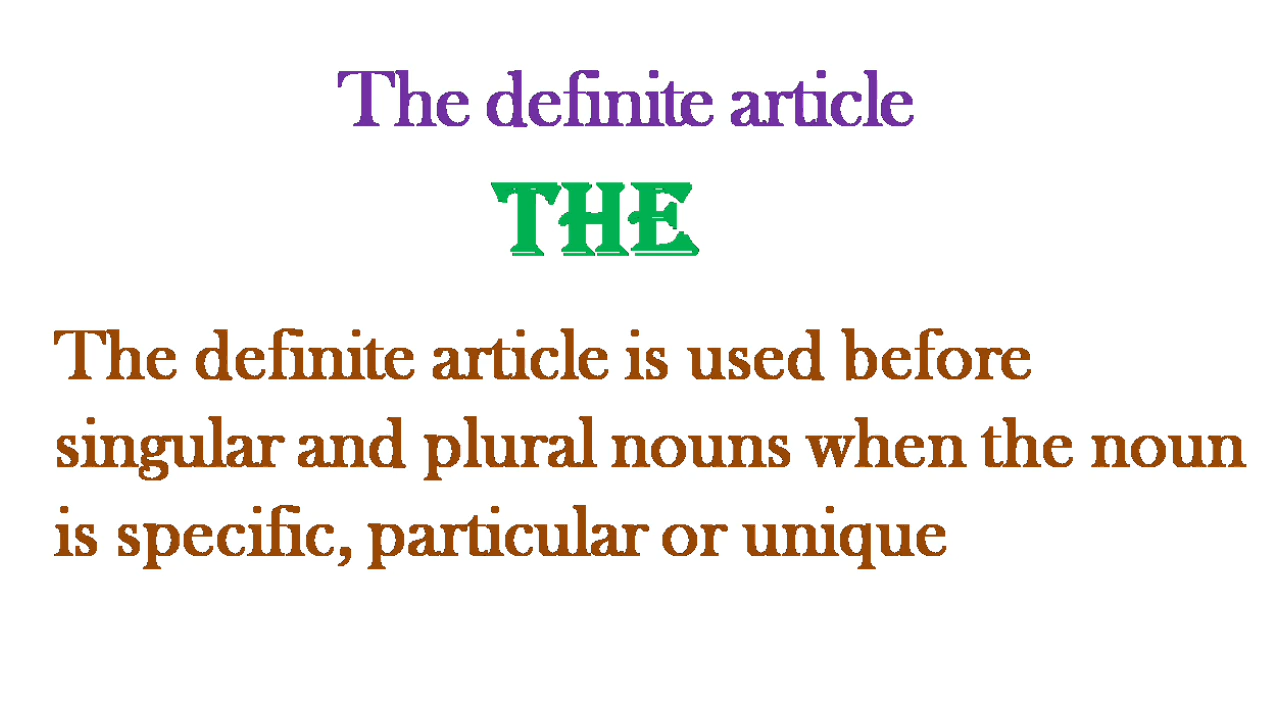 The definite article
THE
The definite article is used before
singular and plural nouns when the noun
is specific, particular or unique